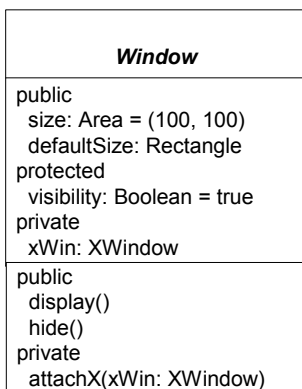 Window
public
size: Area = (100, 100)
defaultSize: Rectangle
protected
visibility: Boolean = true
private
xWin: XWindow
public
display()
hide()
private
attachX(xWin: XWindow)